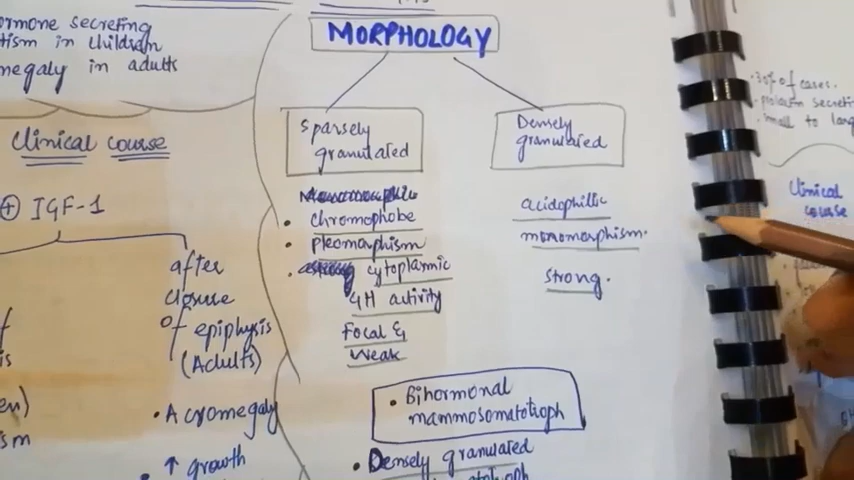 ormone secreting
tism in children
megaly in adults
Clinical course
+ IGF-1
after
closure
of epiphysis
(Adults)
en)
ism
• Acromegaly
• ↑ growth
MORPHOLOGY
Sparsely
granulated
• chromophobe
• pleomorphism
• cytoplasmic
GH activity
Focal &
Weak
Densely
granulated
acidophilic
monomorphism.
strong.
• Bihormonal
mammosomatotroph
• Densely granulated
• 30% of cases.
• small to larg
Clinical
course